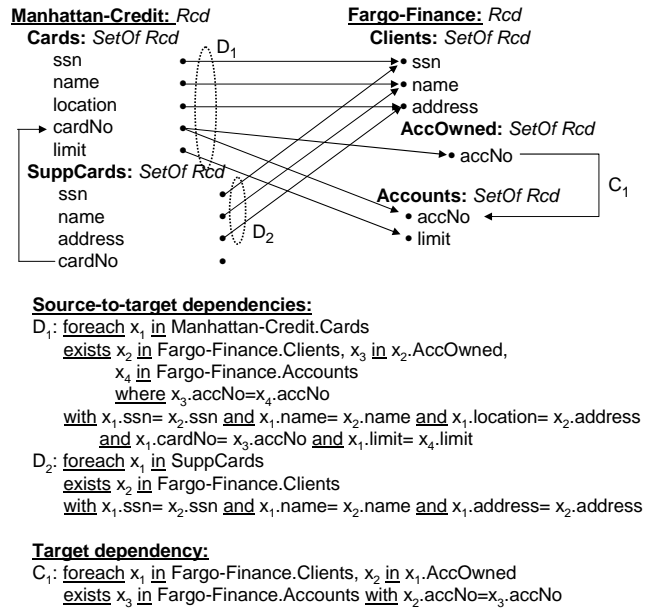 Manhattan-Credit: Rcd
Cards: SetOf Rcd
ssn
name
location
cardNo
limit
SuppCards: SetOf Rcd
ssn
name
address
cardNo
D1
D2
Fargo-Finance: Rcd
Clients: SetOf Rcd
ssn
name
address
AccOwned: SetOf Rcd
accNo
Accounts: SetOf Rcd
accNo
limit
C1
Source-to-target dependencies:
D1: foreach x1 in Manhattan-Credit.Cards
exists x2 in Fargo-Finance.Clients, x3 in x2.AccOwned,
x4 in Fargo-Finance.Accounts
where x3.accNo=x4.accNo
with x1.ssn= x2.ssn and x1.name= x2.name and x1.location= x2.address
and x1.cardNo= x3.accNo and x1.limit= x4.limit
D2: foreach x1 in SuppCards
exists x2 in Fargo-Finance.Clients
with x1.ssn= x2.ssn and x1.name= x2.name and x1.address= x2.address
Target dependency:
C1: foreach x1 in Fargo-Finance.Clients, x2 in x1.AccOwned
exists x3 in Fargo-Finance.Accounts with x2.accNo=x3.accNo